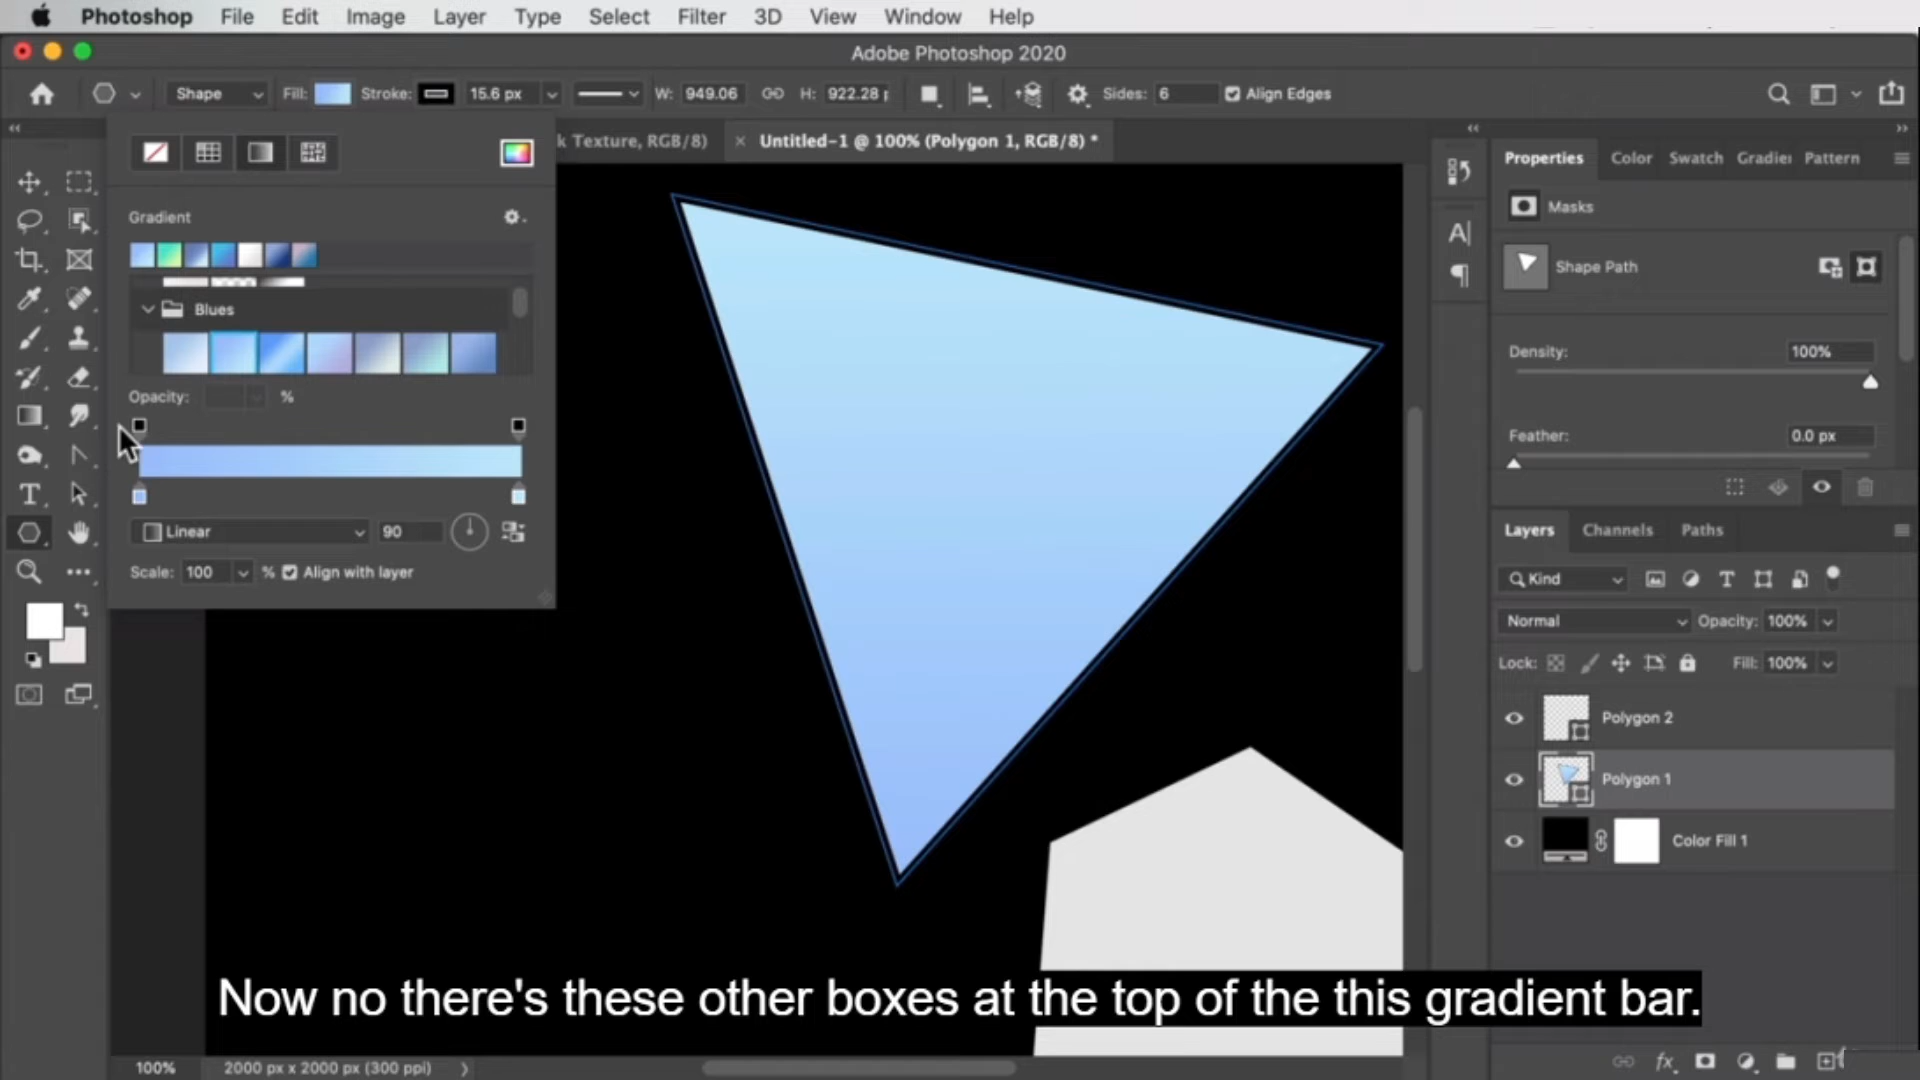 Photoshop File Edit Image Layer Type Select Filter 3D View Window Help
Adobe Photoshop 2020
Shape Fill: Stroke: 15.6 px W: 949.06 H: 922.28 Sides: 6 Align Edges
k Texture, RGB/8) × Untitled-1 @ 100% (Polygon 1, RGB/8) *
Properties Color Swatch Gradie Pattern
Masks
Gradient
Shape Path
Blues
Density: 100%
Opacity: %
Feather: 0.0 px
Linear 90
Layers Channels Paths
Scale: 100 % Align with layer
Kind
Normal Opacity: 100%
Lock: Fill: 100%
Polygon 2
Polygon 1
Color Fill 1
Now no there's these other boxes at the top of the this gradient bar.
100% 2000 px x 2000 px (300 ppi)